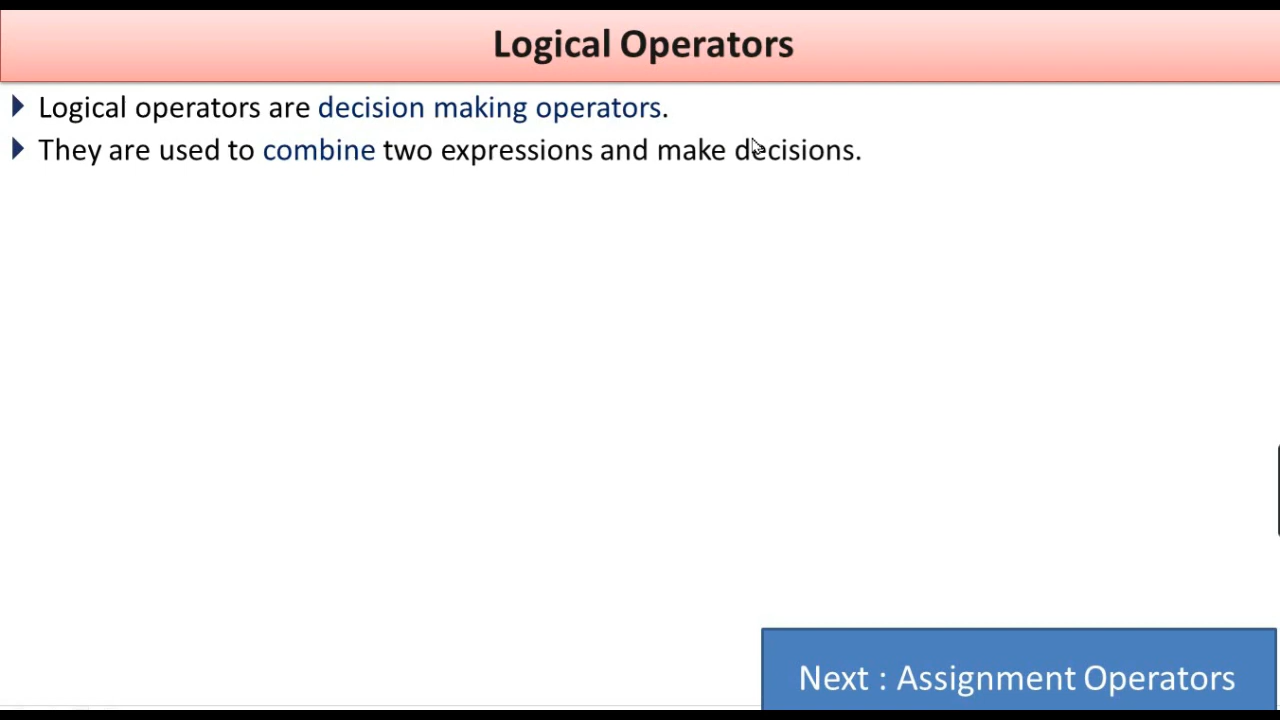 Logical Operators
Logical operators are decision making operators.
They are used to combine two expressions and make decisions.
Next : Assignment Operators